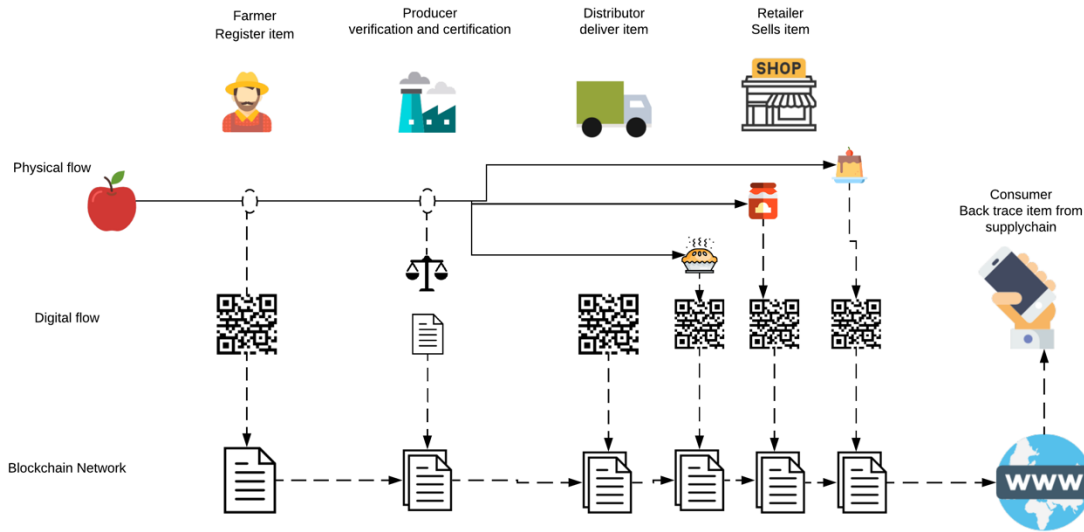 Farmer
Register item
Producer
verification and certification
Distributor
deliver item
Retailer
Sells item
SHOP
Physical flow
Consumer
Back trace item from
supplychain
Digital flow
Blockchain Network
WWW